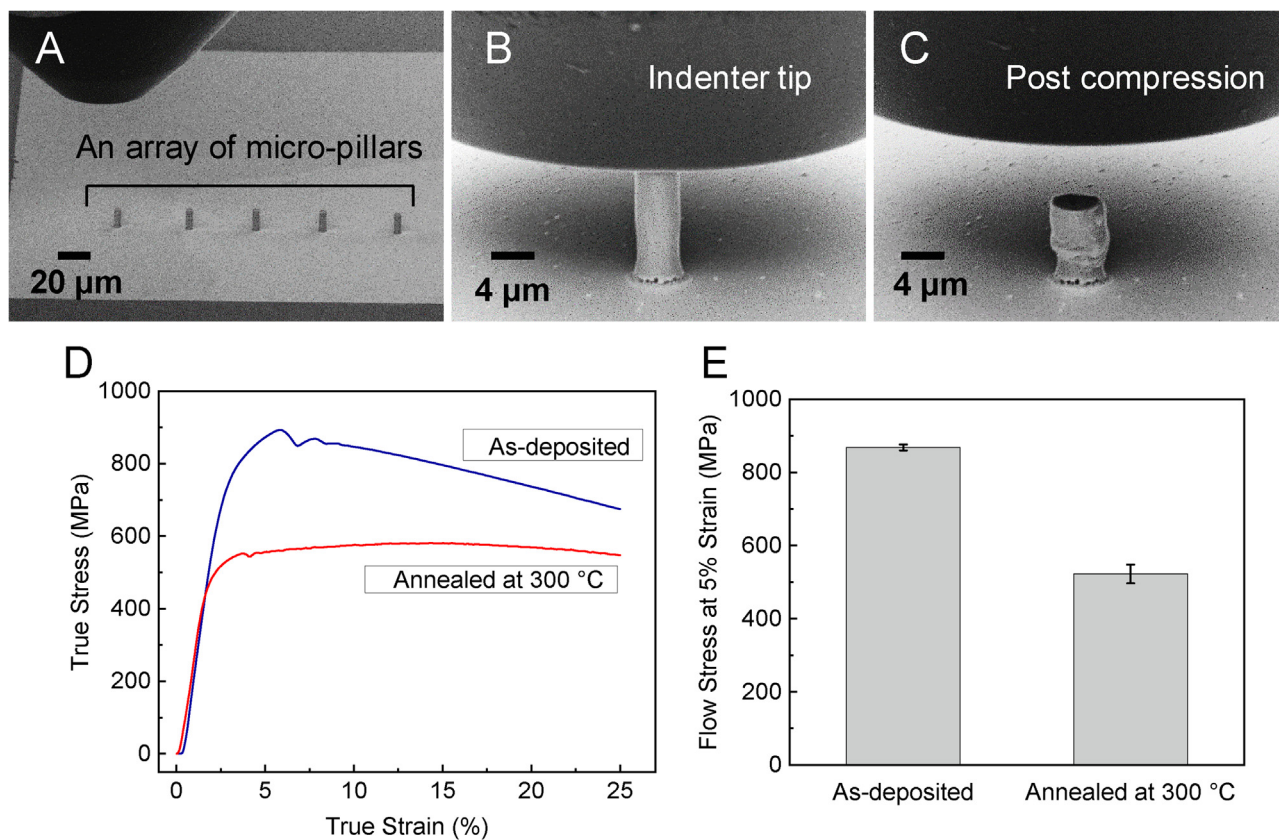 A
An array of micro-pillars
20 µm
B
Indenter tip
4 µm
C
Post compression
4 µm
D
1000
800
600
400
200
0
True Stress (MPa)
As-deposited
Annealed at 300 °C
0 5 10 15 20 25
True Strain (%)
E
1000
800
600
400
200
0
Flow Stress at 5% Strain (MPa)
As-deposited Annealed at 300 °C